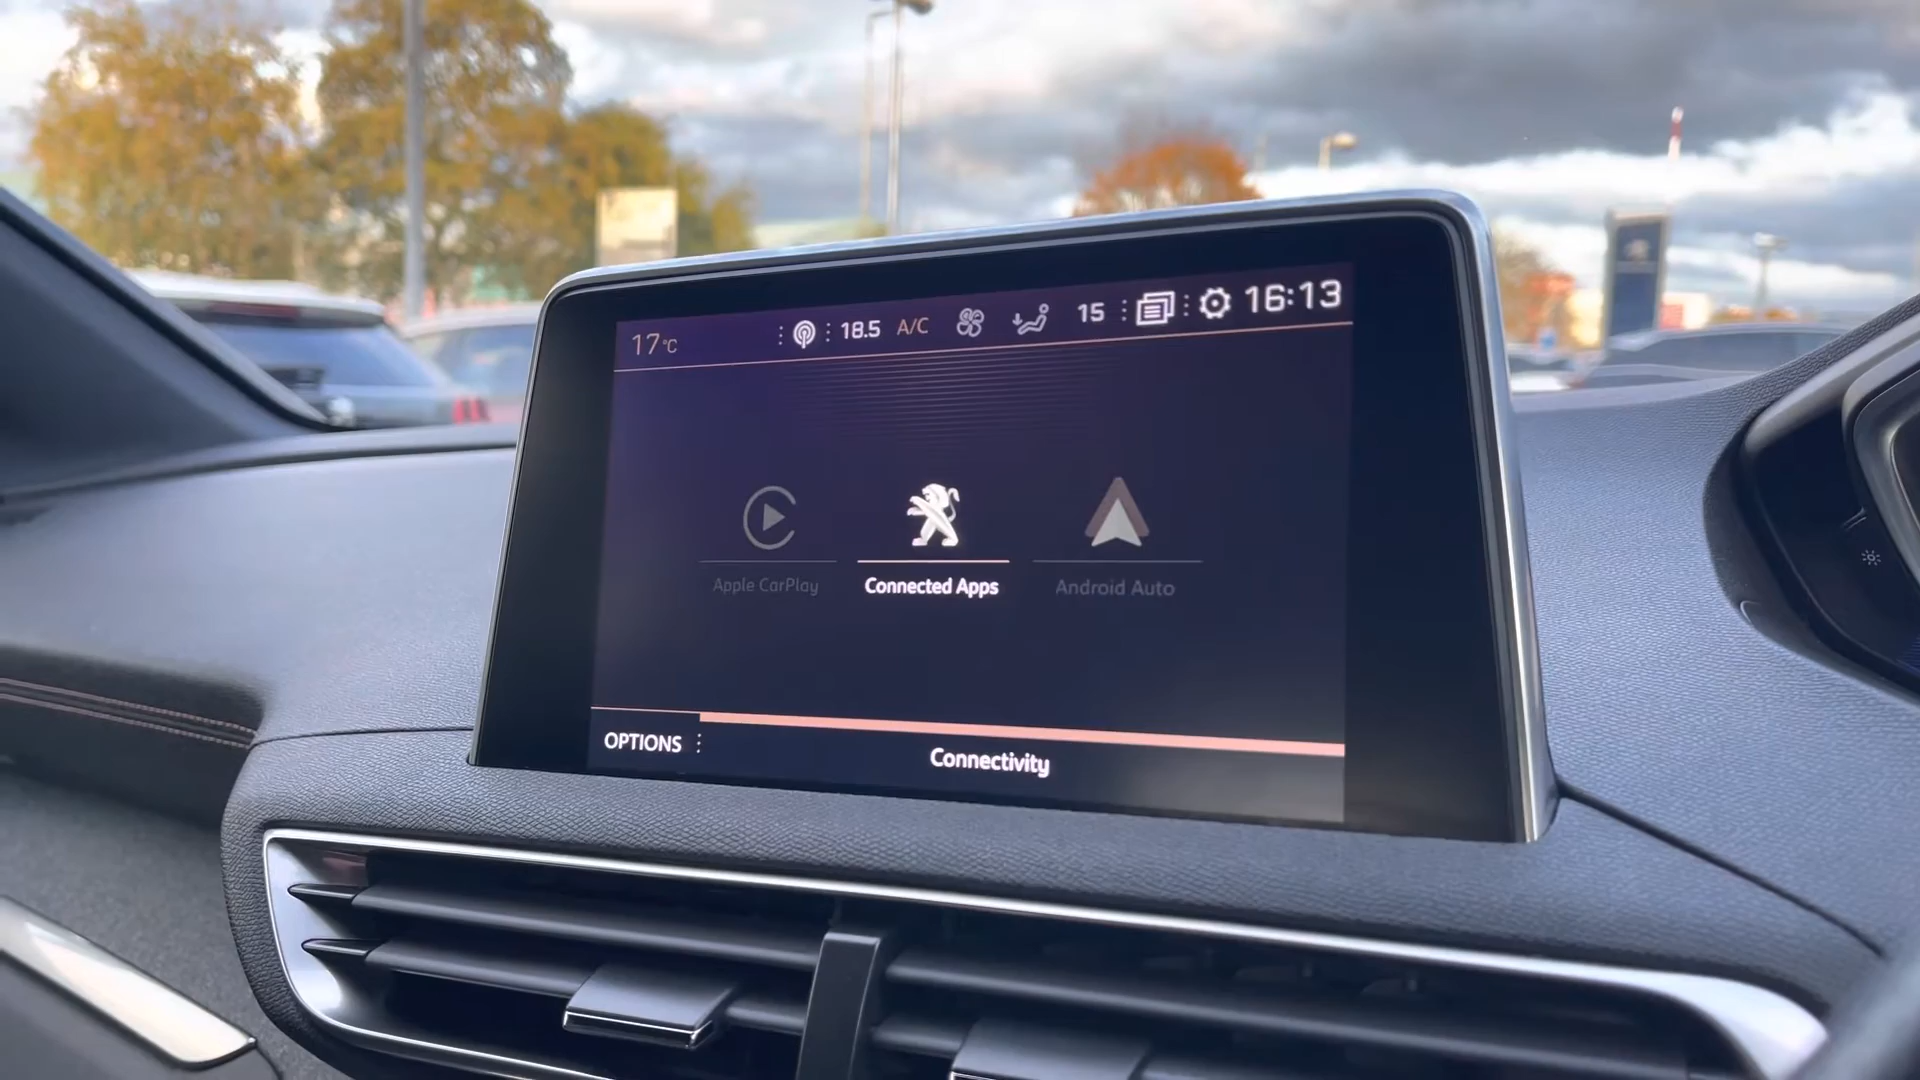 17°C 18.5 A/C 15 16:13
Apple CarPlay Connected Apps Android Auto
OPTIONS Connectivity